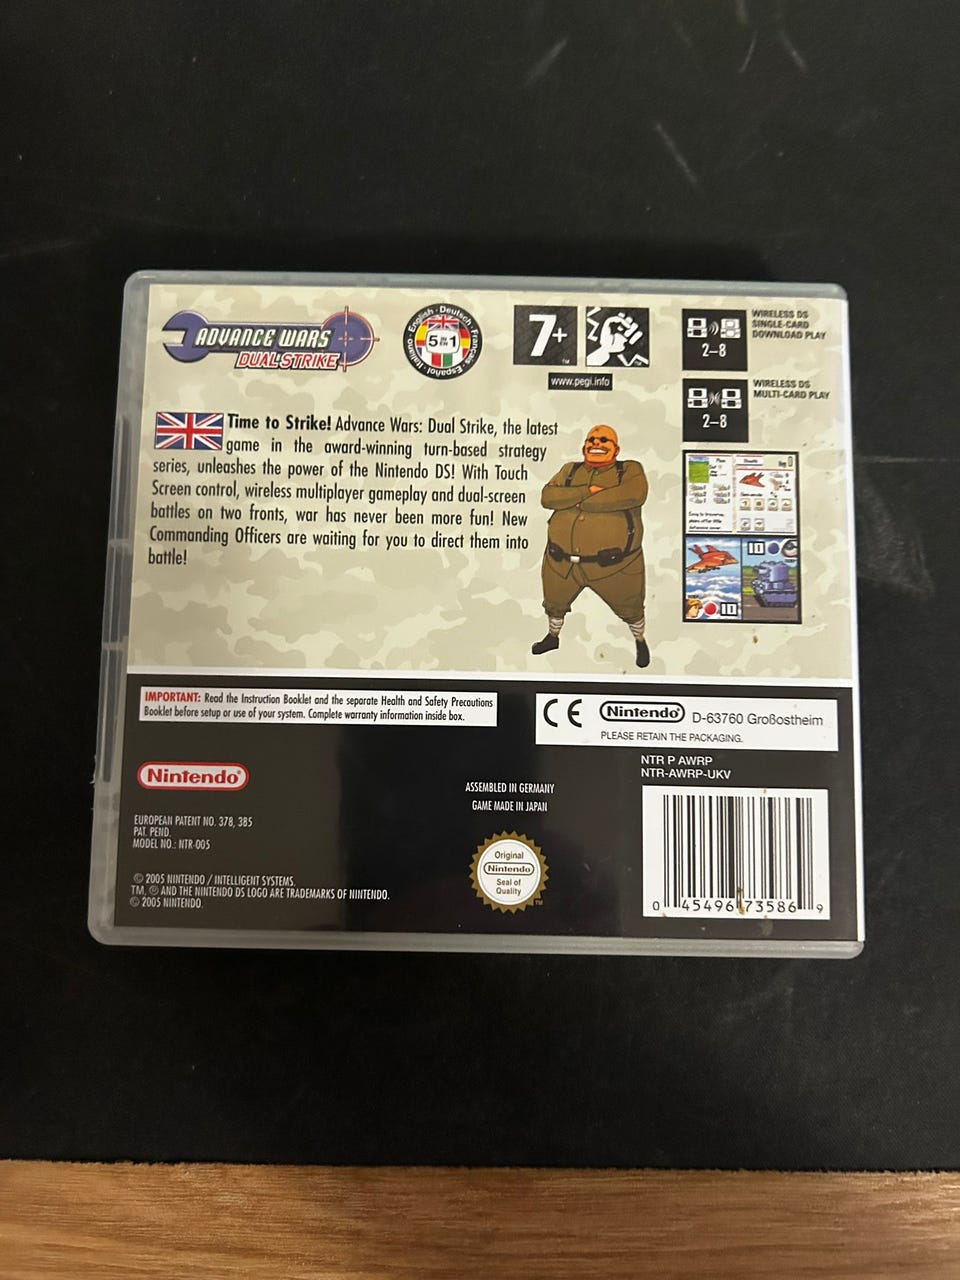 ADVANCE WARS
DUAL STRIKE
English · Deutsch · Français · Español · Italiano
5 IN EN 1
7+
TM
www.pegi.info
WIRELESS DS
SINGLE-CARD
DOWNLOAD PLAY
2–8
WIRELESS DS
MULTI-CARD PLAY
2–8
Time to Strike! Advance Wars: Dual Strike, the latest
game in the award-winning turn-based strategy
series, unleashes the power of the Nintendo DS! With Touch
Screen control, wireless multiplayer gameplay and dual-screen
battles on two fronts, war has never been more fun! New
Commanding Officers are waiting for you to direct them into
battle!
10
10
IMPORTANT: Read the Instruction Booklet and the separate Health and Safety Precautions
Booklet before setup or use of your system. Complete warranty information inside box.
CE Nintendo® D-63760 Großostheim
PLEASE RETAIN THE PACKAGING.
NTR P AWRP
NTR-AWRP-UKV
Nintendo®
ASSEMBLED IN GERMANY
GAME MADE IN JAPAN
EUROPEAN PATENT NO. 378, 385
PAT. PEND.
MODEL NO.: NTR-005
Original
Nintendo
Seal of
Quality
TM
© 2005 NINTENDO / INTELLIGENT SYSTEMS.
TM, ® AND THE NINTENDO DS LOGO ARE TRADEMARKS OF NINTENDO.
© 2005 NINTENDO.
0 45496 73586 9